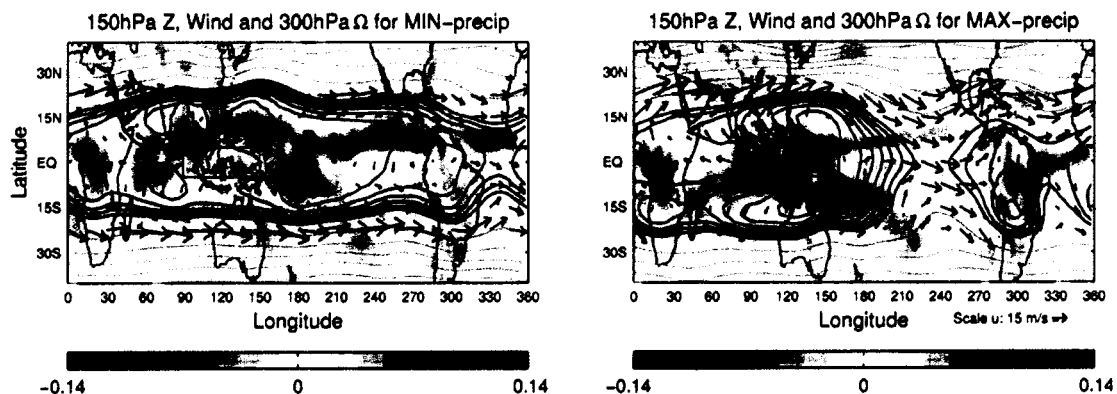 150hPa Z, Wind and 300hPa Ω for MIN−precip
Latitude
30N
15N
EQ
15S
30S
0 30 60 90 120 150 180 210 240 270 300 330 360
Longitude
−0.14 0 0.14
150hPa Z, Wind and 300hPa Ω for MAX−precip
30N
15N
EQ
15S
30S
0 30 60 90 120 150 180 210 240 270 300 330 360
Longitude
Scale u: 15 m/s
−0.14 0 0.14